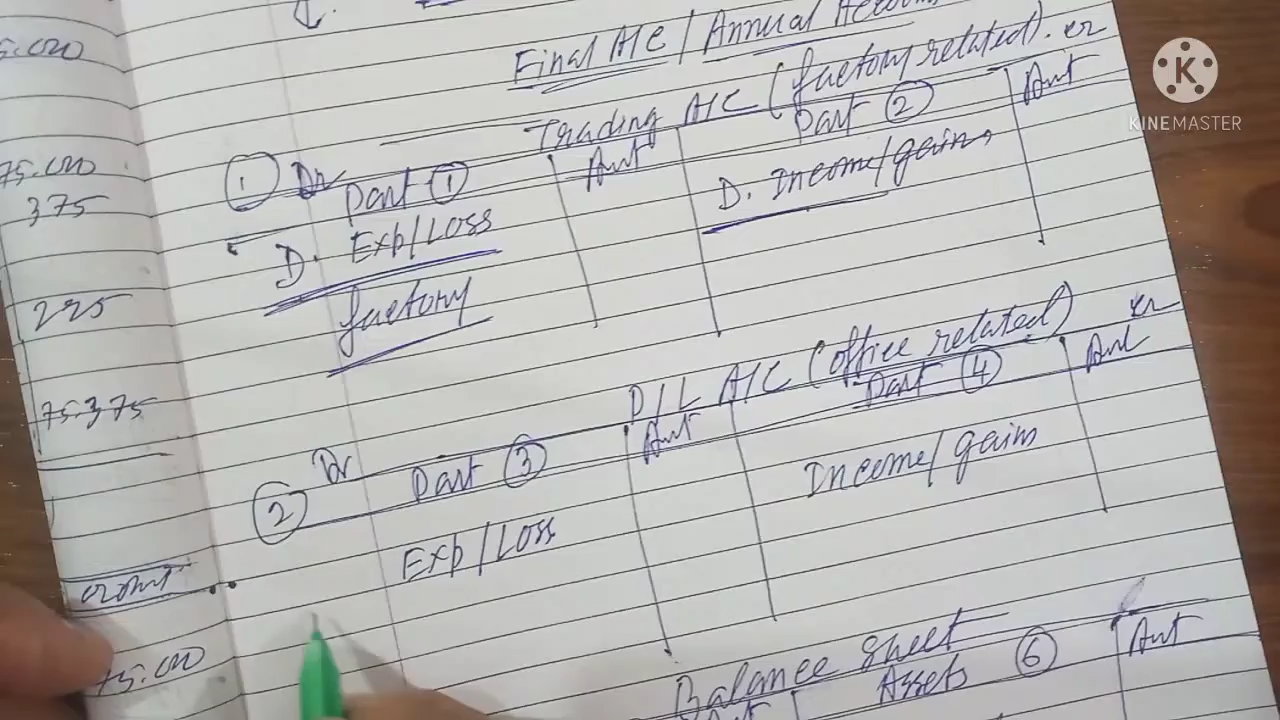 5.000
Final A/C / Annual Account
Trading A/C (factory related). cr
75.000
① Dr Part ① Amt Part ② Amt
375
D. Exp/Loss D. Income/gains
factory
225
P/L A/C (office related) cr
75.375
② Dr Part ③ Amt Part ④ Amt
Exp/Loss Income/gains
75.000
Balance sheet
Assets ⑥ Amt
Amt
K
KINEMASTER